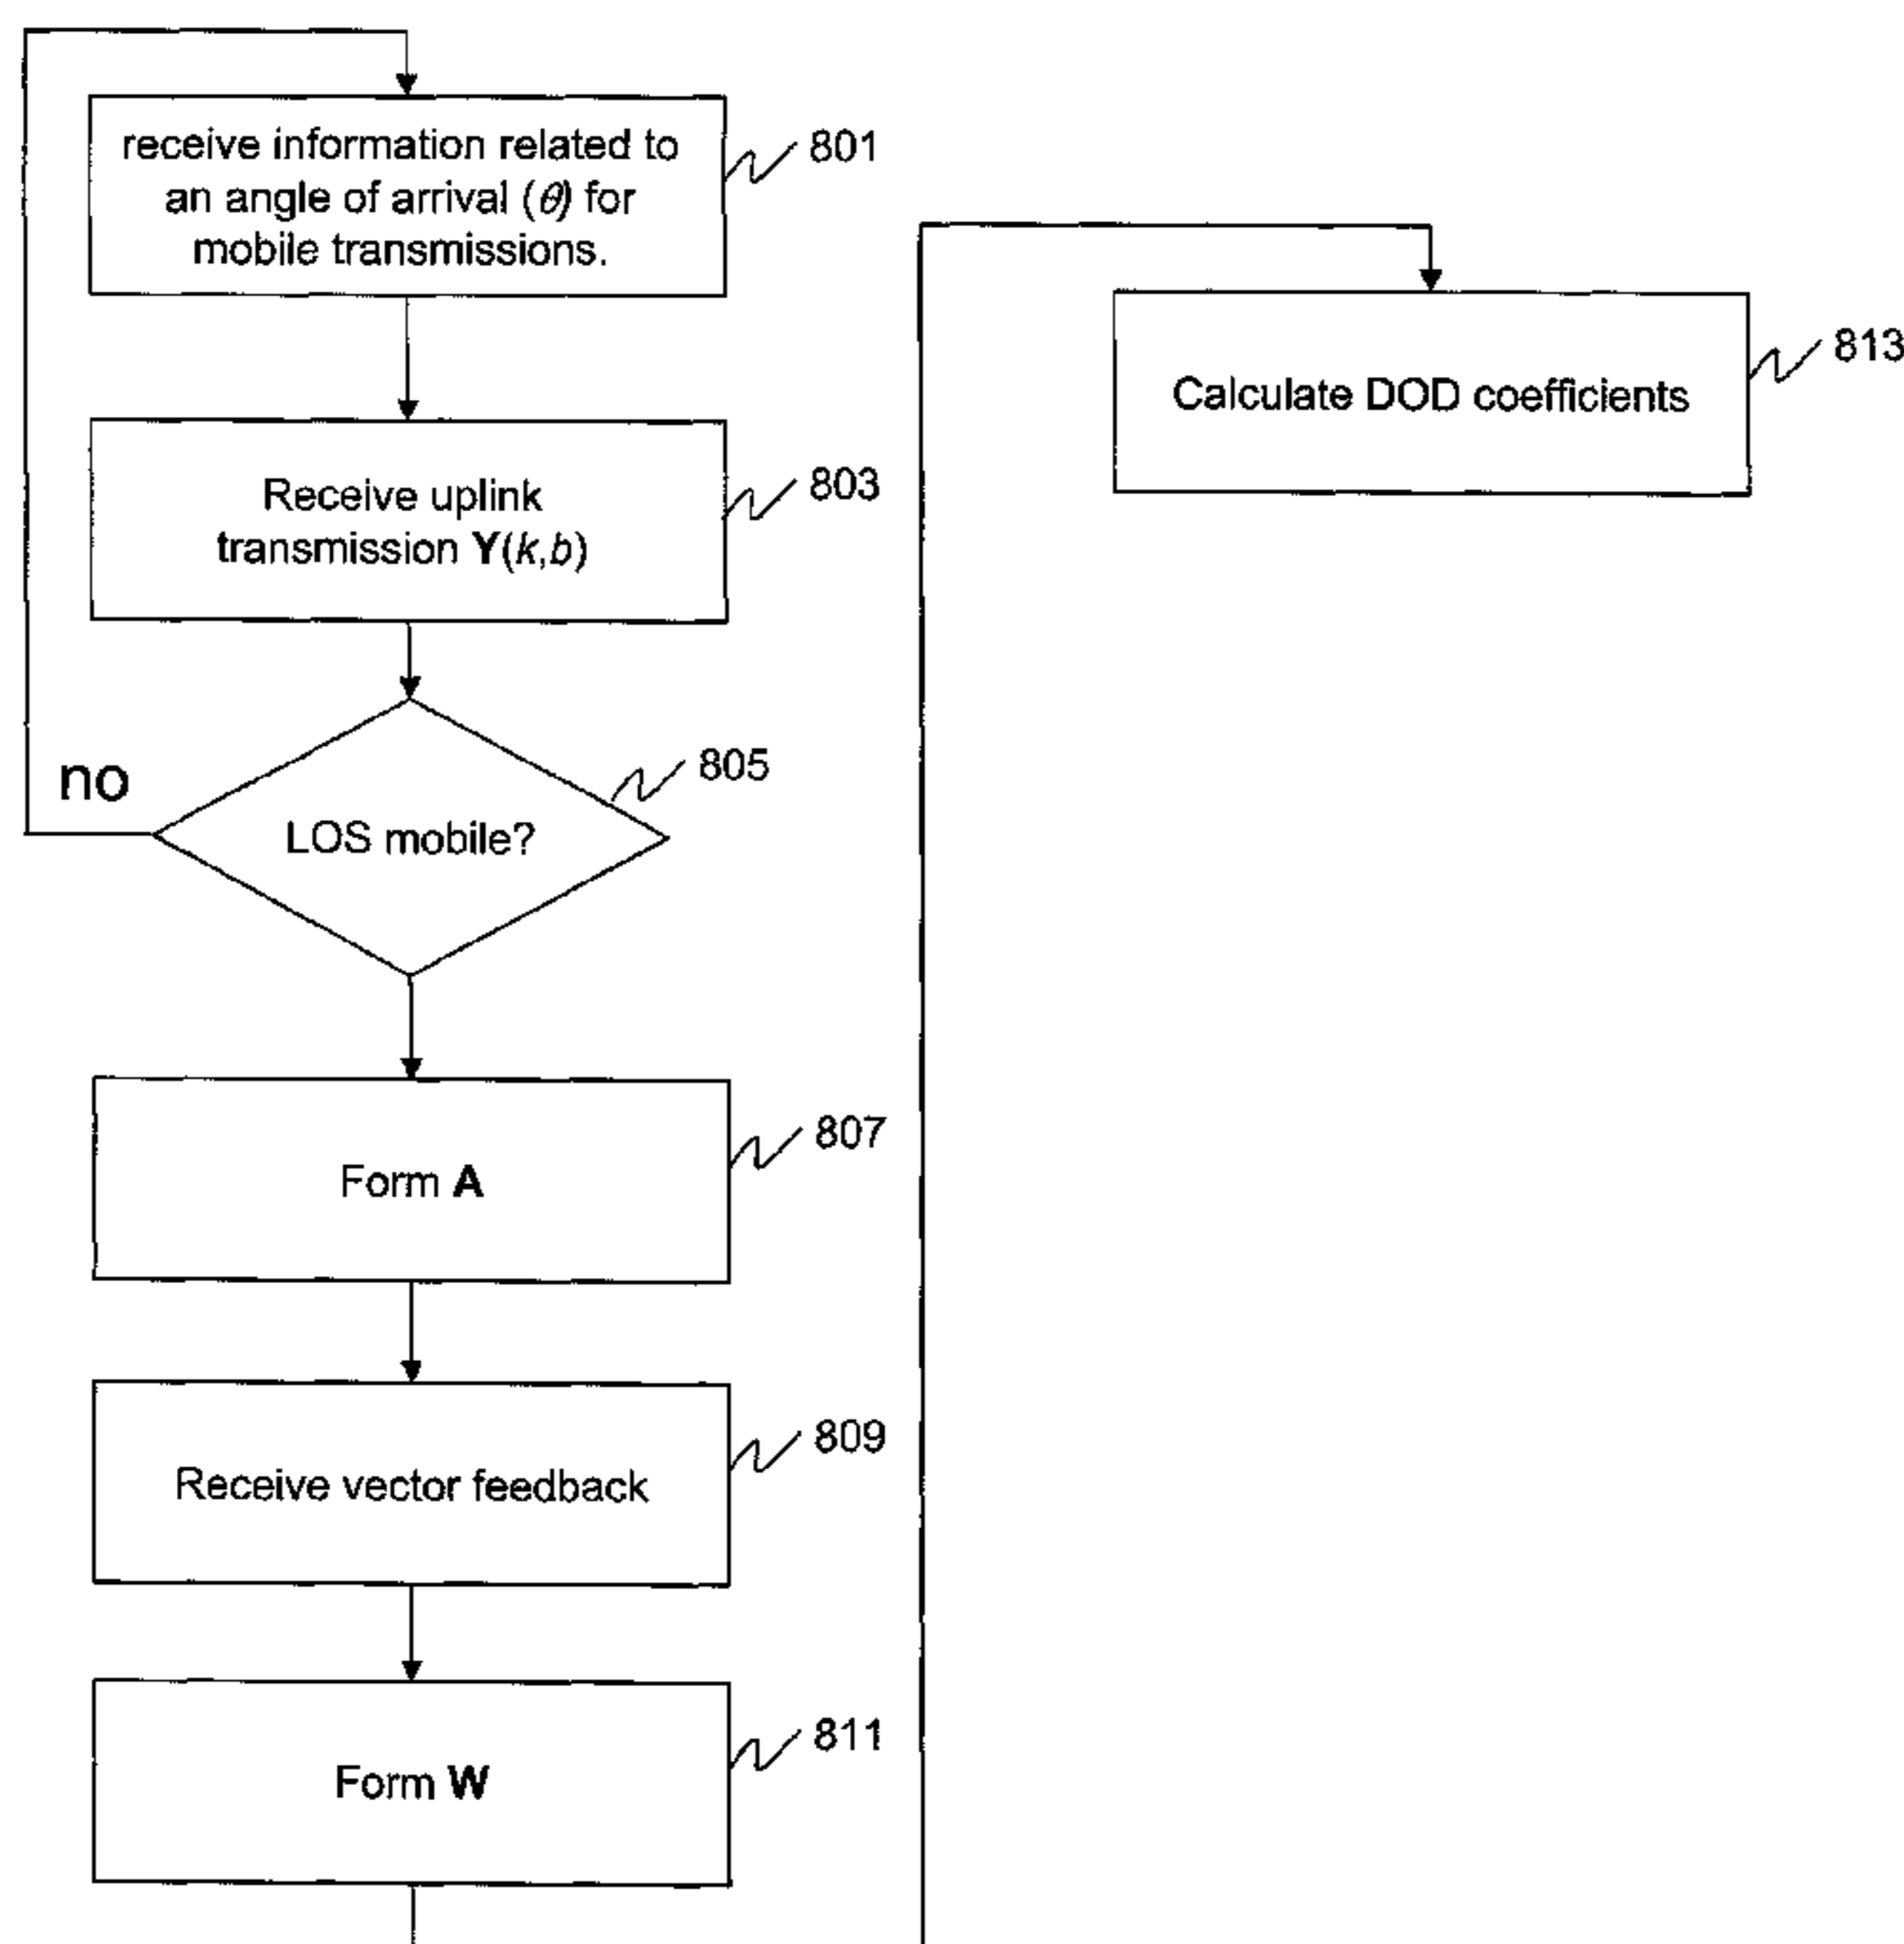 receive information related to
an angle of arrival (θ) for
mobile transmissions.
801
Receive uplink
transmission Y(k,b)
803
LOS mobile?
805
no
Form A
807
Receive vector feedback
809
Form W
811
Calculate DOD coefficients
813